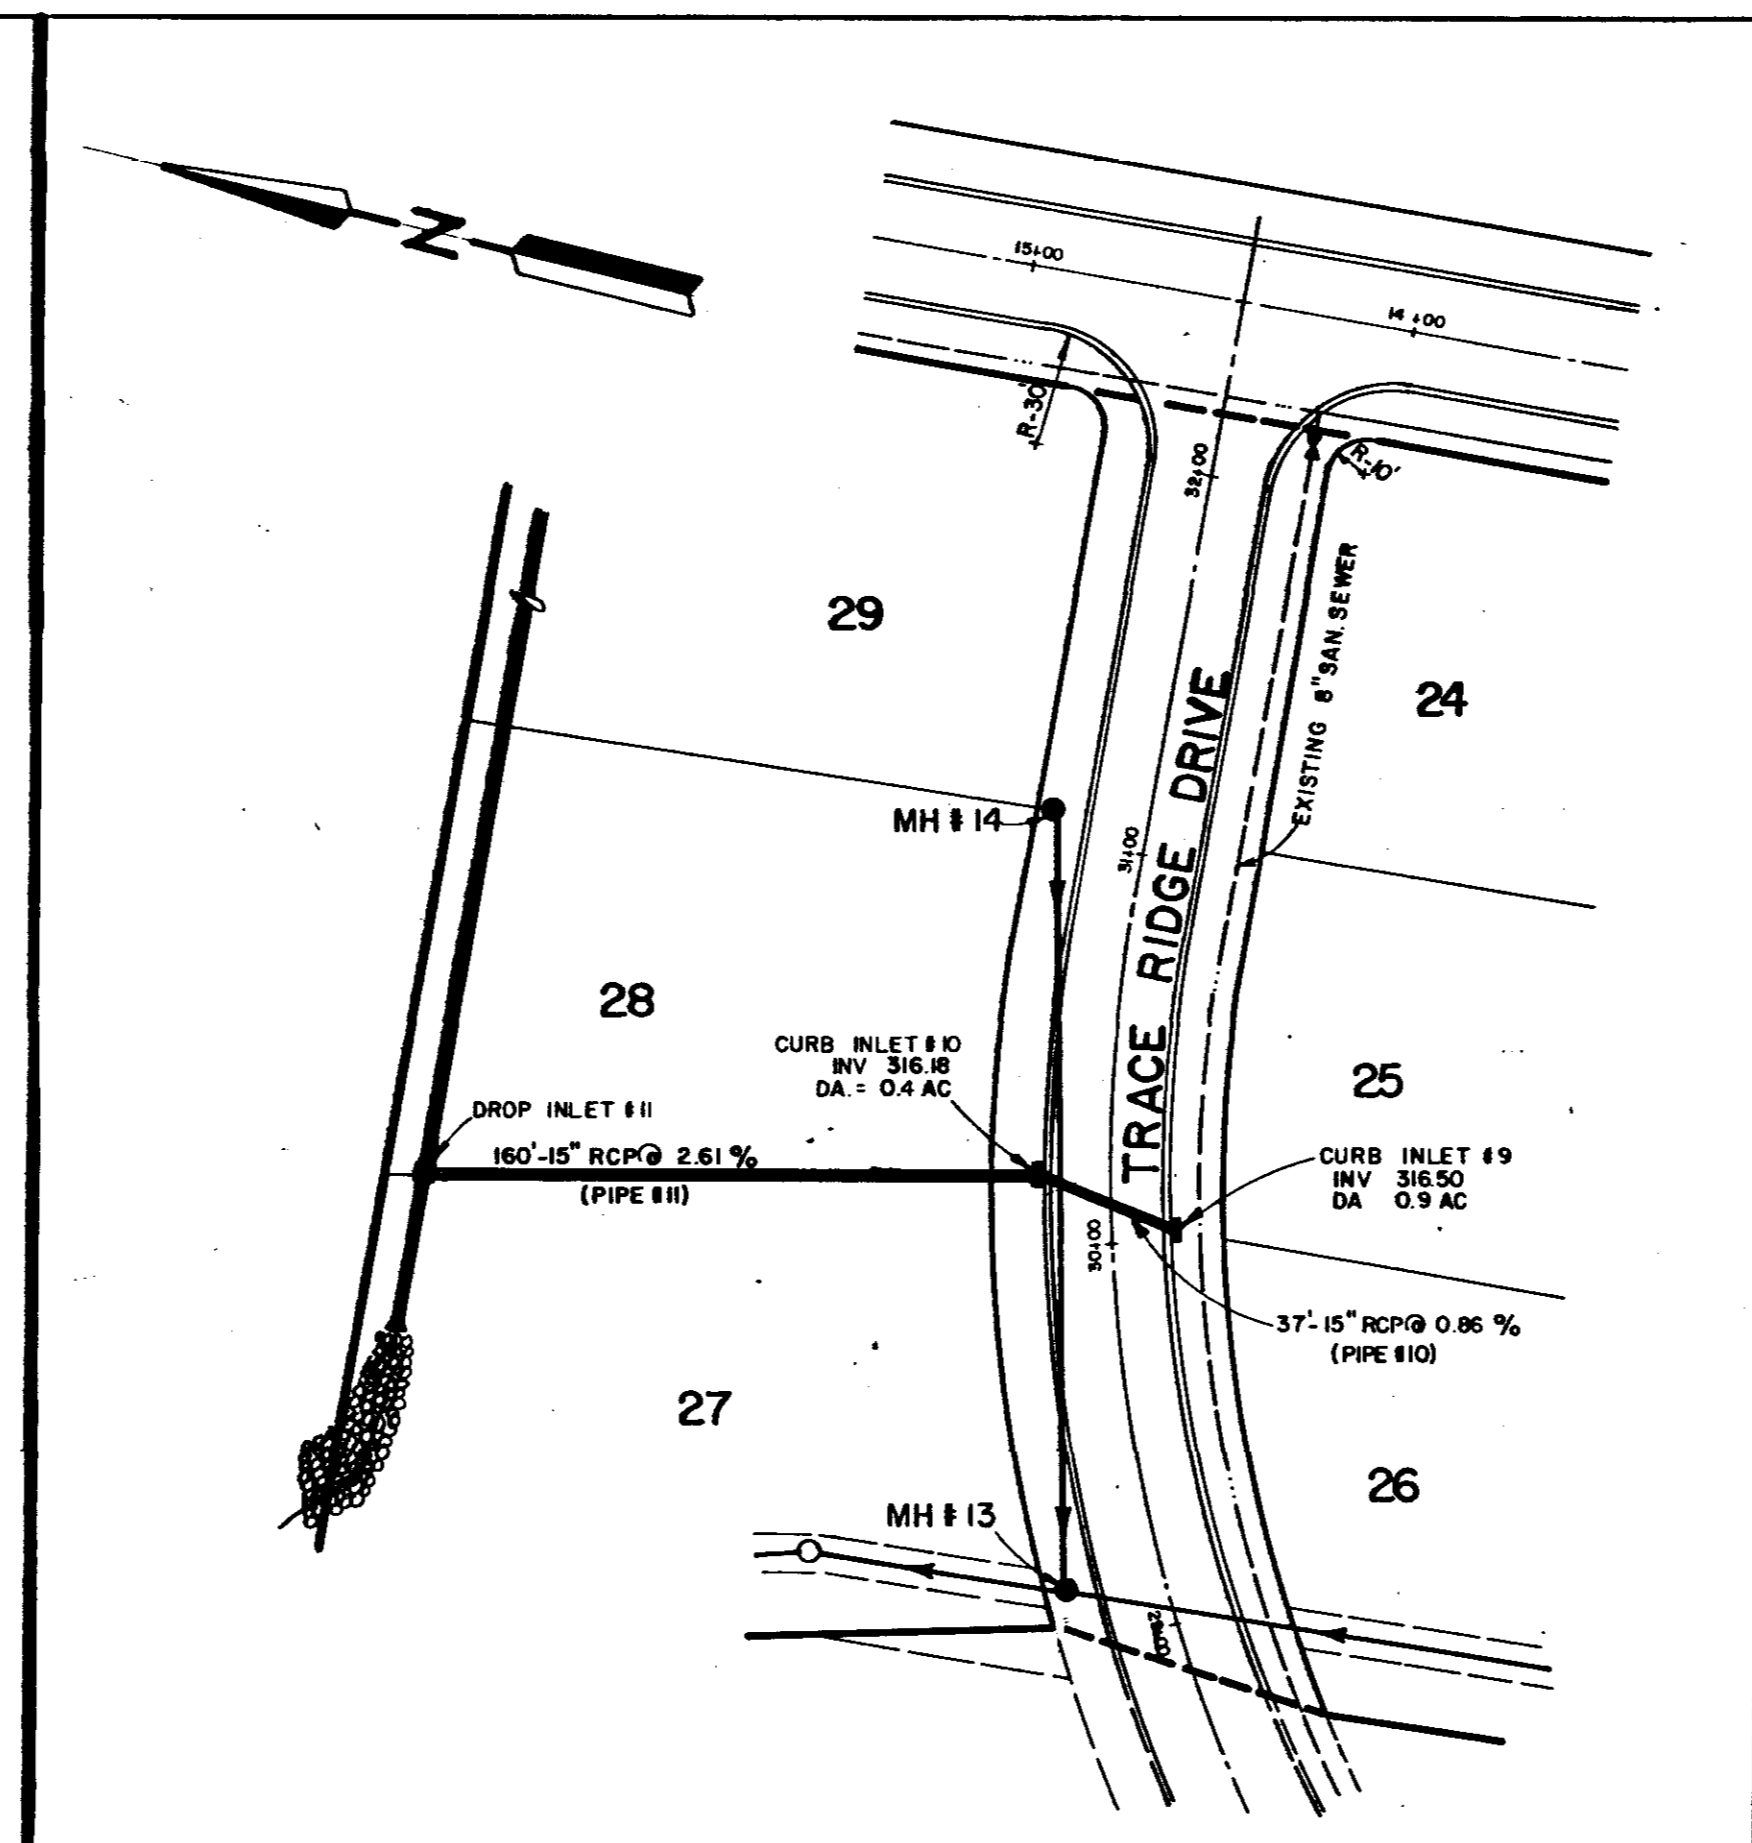 N
15+00
14+00
R-30'
R-10'
32+00
29
EXISTING 8" SAN. SEWER
24
MH # 14
31+00
TRACE RIDGE DRIVE
28
CURB INLET #10
INV 316.18
DA. = 0.4 AC
25
DROP INLET #11
160'-15" RCP@ 2.61 %
(PIPE #11)
CURB INLET #9
INV 316.50
DA 0.9 AC
30+00
37'-15" RCP@ 0.86 %
(PIPE #10)
27
26
MH # 13